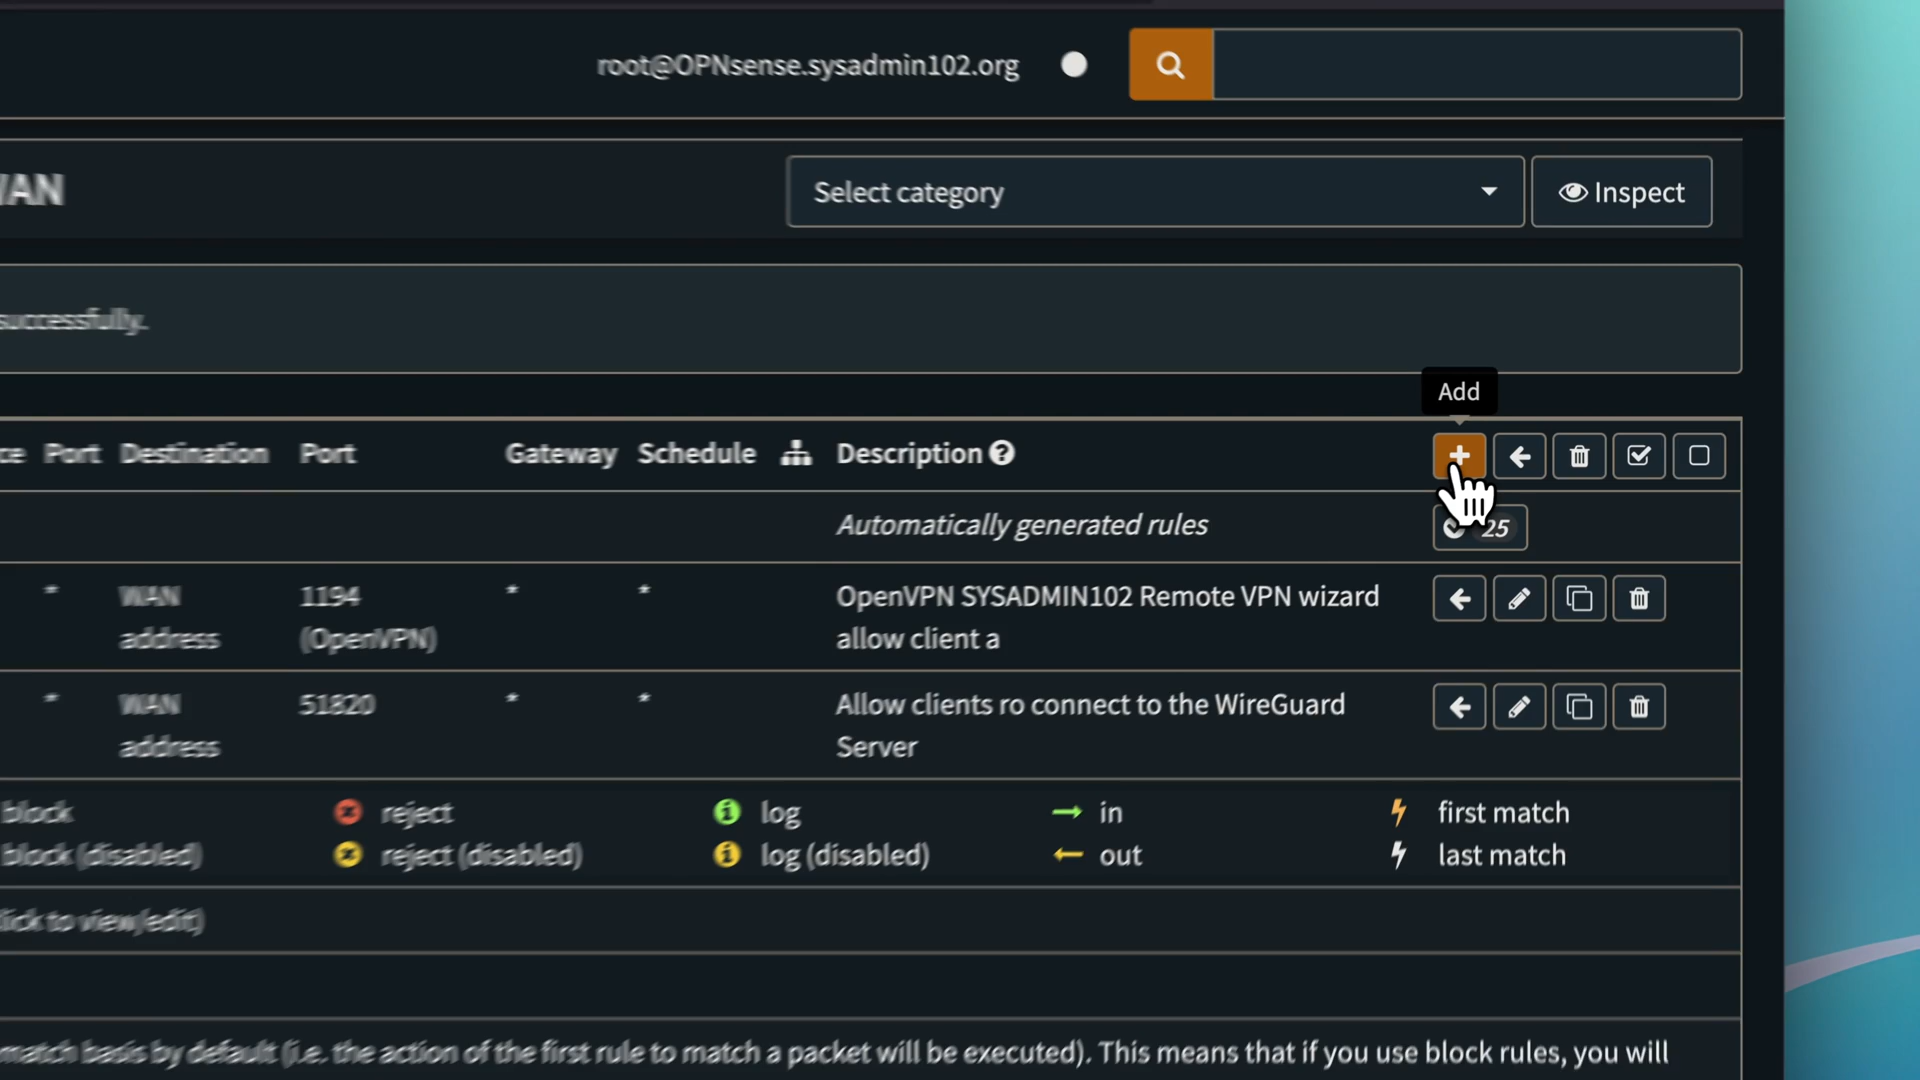 root@OPNsense.sysadmin102.org
WAN
Select category
Inspect
successfully.
Add
ce Port Destination Port Gateway Schedule Description
Automatically generated rules 25
* WAN address 1194 (OpenVPN) * * OpenVPN SYSADMIN102 Remote VPN wizard
allow client a
* WAN address 51820 * * Allow clients ro connect to the WireGuard
Server
block reject log in first match
block (disabled) reject (disabled) log (disabled) out last match
lick to view/edit)
match basis by default (i.e. the action of the first rule to match a packet will be executed). This means that if you use block rules, you will